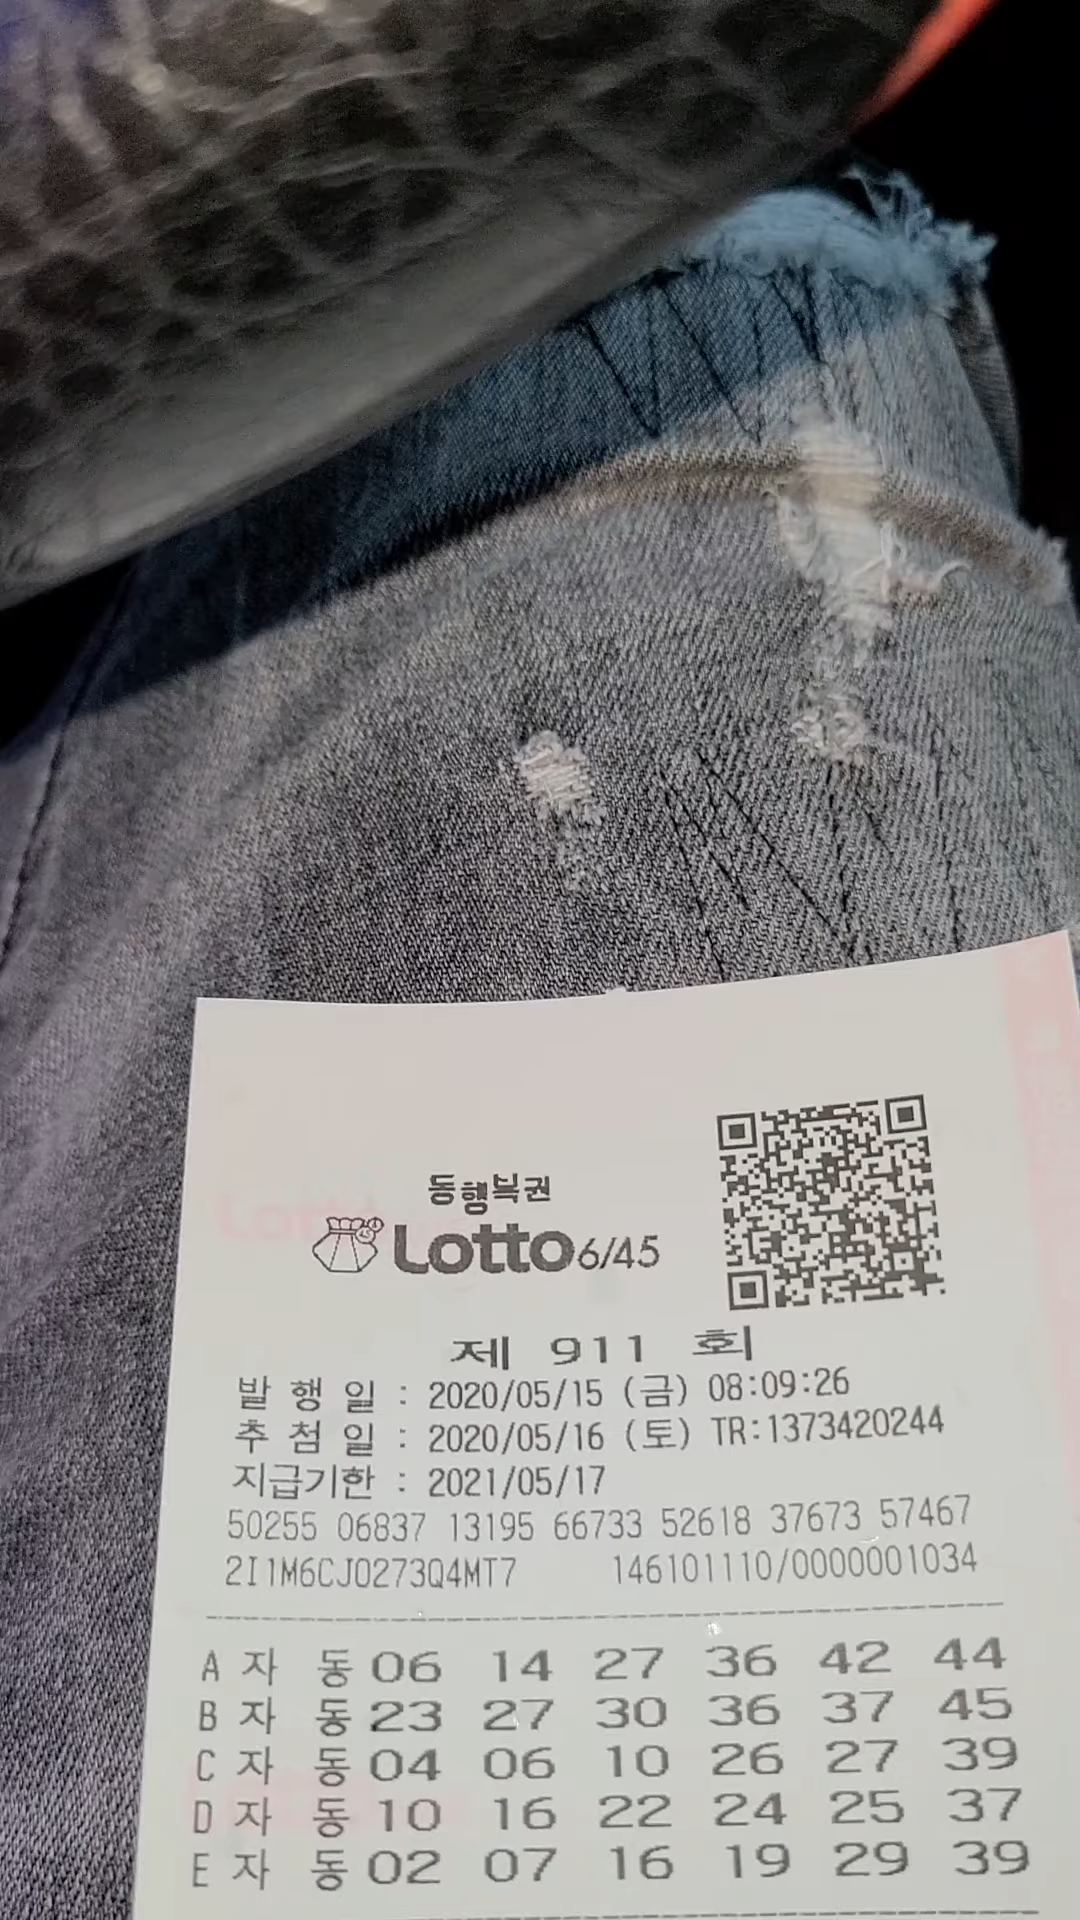 동행복권
Lotto 6/45
제 911 회
발 행 일 : 2020/05/15 (금) 08:09:26
추 첨 일 : 2020/05/16 (토) TR:1373420244
지급기한 : 2021/05/17
50255 06837 13195 66733 52618 37673 57467
2I1M6CJ0273Q4MT7 146101110/0000001034
A 자 동 06 14 27 36 42 44
B 자 동 23 27 30 36 37 45
C 자 동 04 06 10 26 27 39
D 자 동 10 16 22 24 25 37
E 자 동 02 07 16 19 29 39